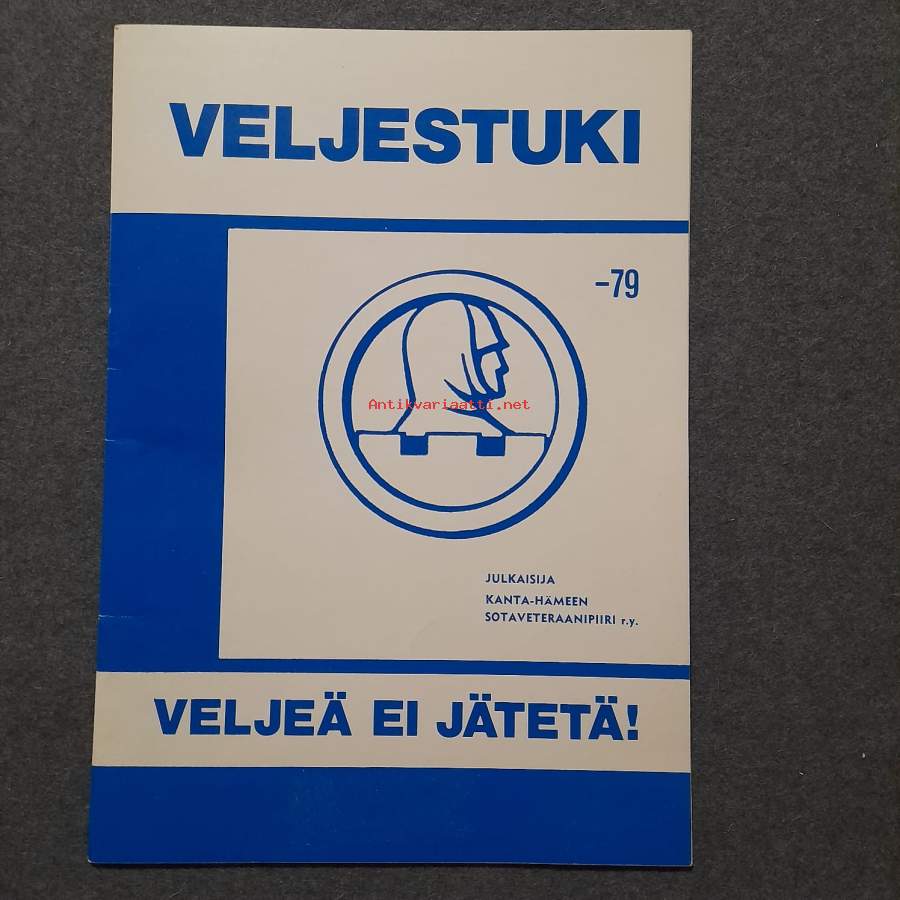 VELJESTUKI
-79
Antikvariaatti.net
JULKAISIJA
KANTA-HÄMEEN
SOTAVETERAANIPIIRI r.y.
VELJEÄ EI JÄTETÄ!